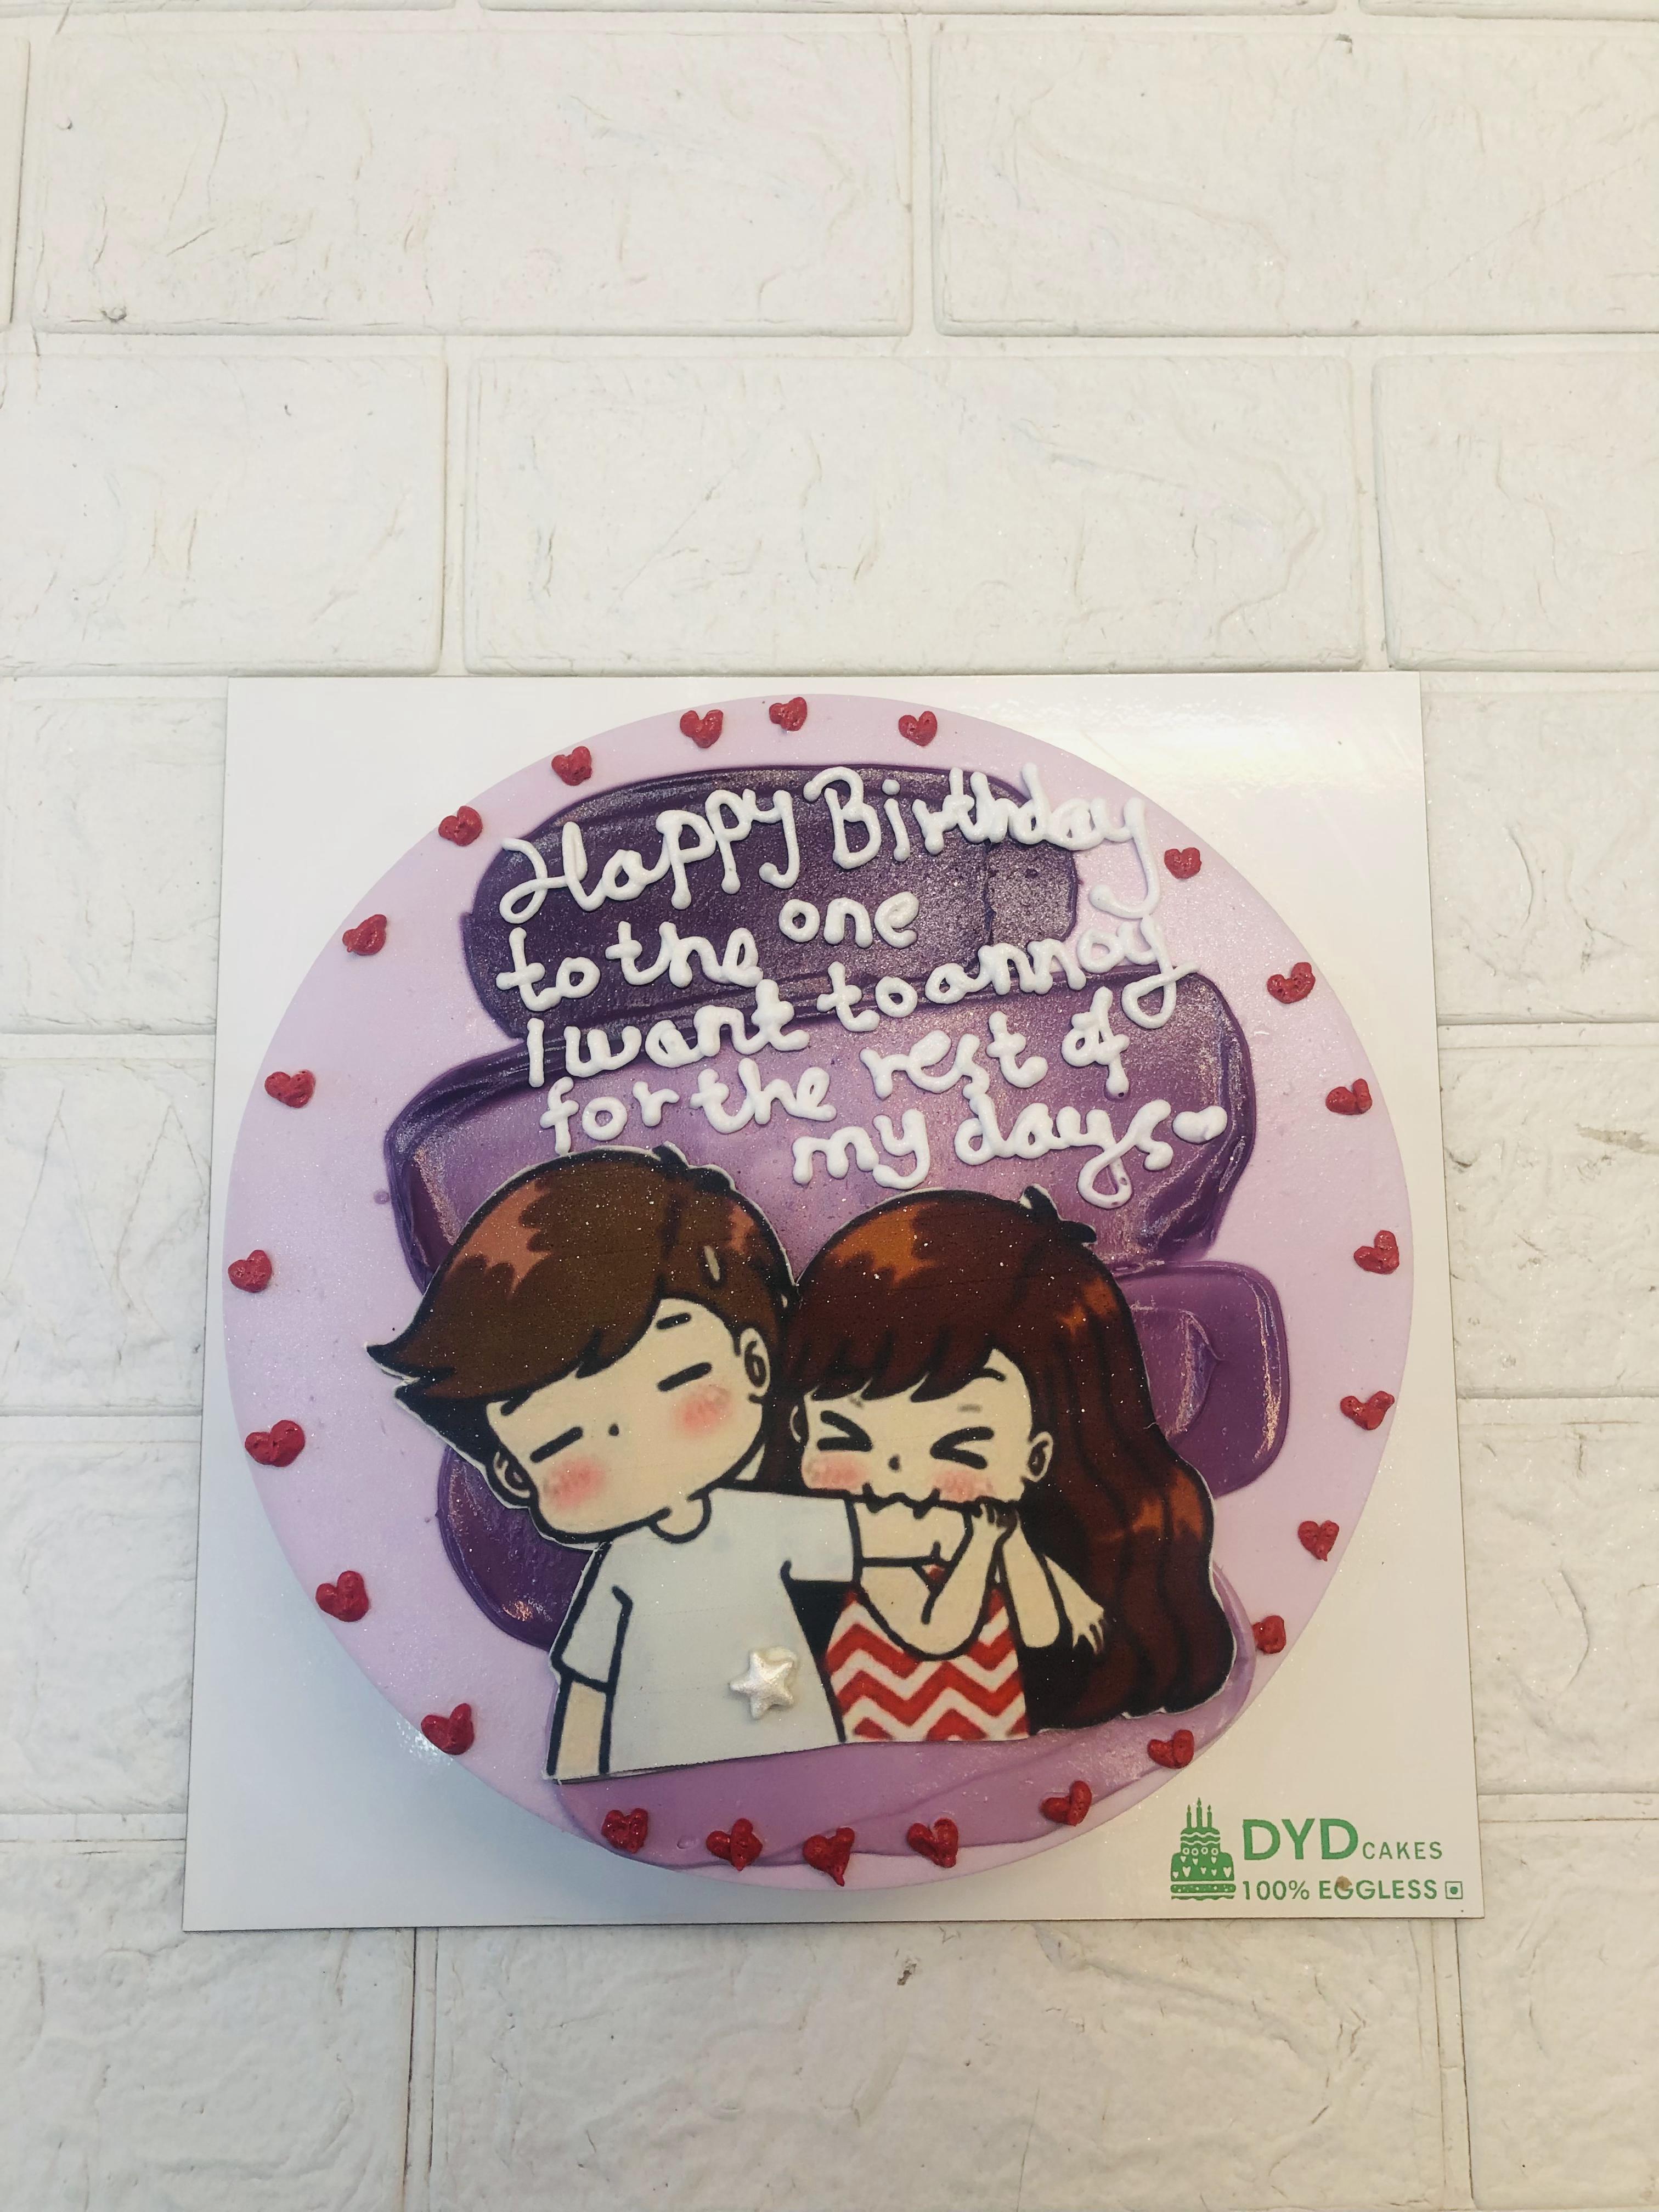 Happy Birthday
to the one
I want to annoy
for the rest of
my days
DYD CAKES
100% EGGLESS